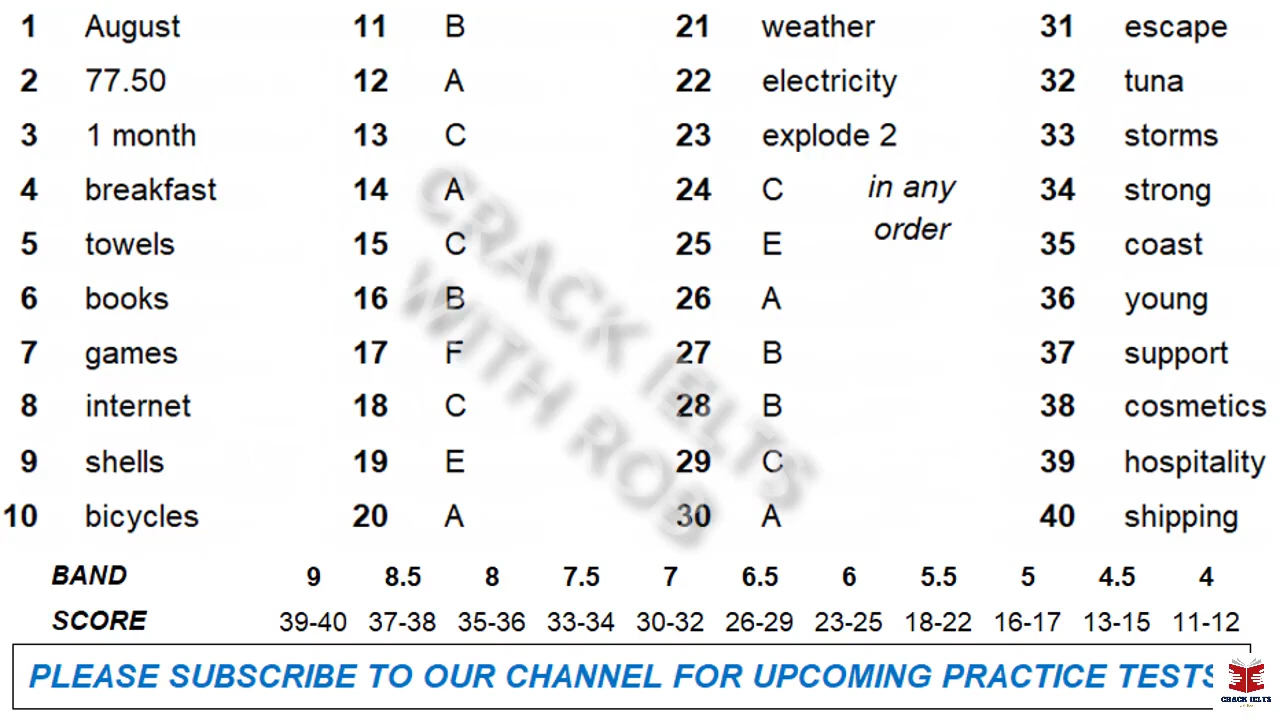 1 August 11 B 21 weather 31 escape
2 77.50 12 A 22 electricity 32 tuna
3 1 month 13 C 23 explode 2 33 storms
4 breakfast 14 A 24 C in any 34 strong
5 towels 15 C 25 E order 35 coast
6 books 16 B 26 A 36 young
7 games 17 F 27 B 37 support
8 internet 18 C 28 B 38 cosmetics
9 shells 19 E 29 C 39 hospitality
10 bicycles 20 A 30 A 40 shipping
CRACK IELTS
WITH ROB
BAND 9 8.5 8 7.5 7 6.5 6 5.5 5 4.5 4
SCORE 39-40 37-38 35-36 33-34 30-32 26-29 23-25 18-22 16-17 13-15 11-12
PLEASE SUBSCRIBE TO OUR CHANNEL FOR UPCOMING PRACTICE TESTS
CRACK IELTS